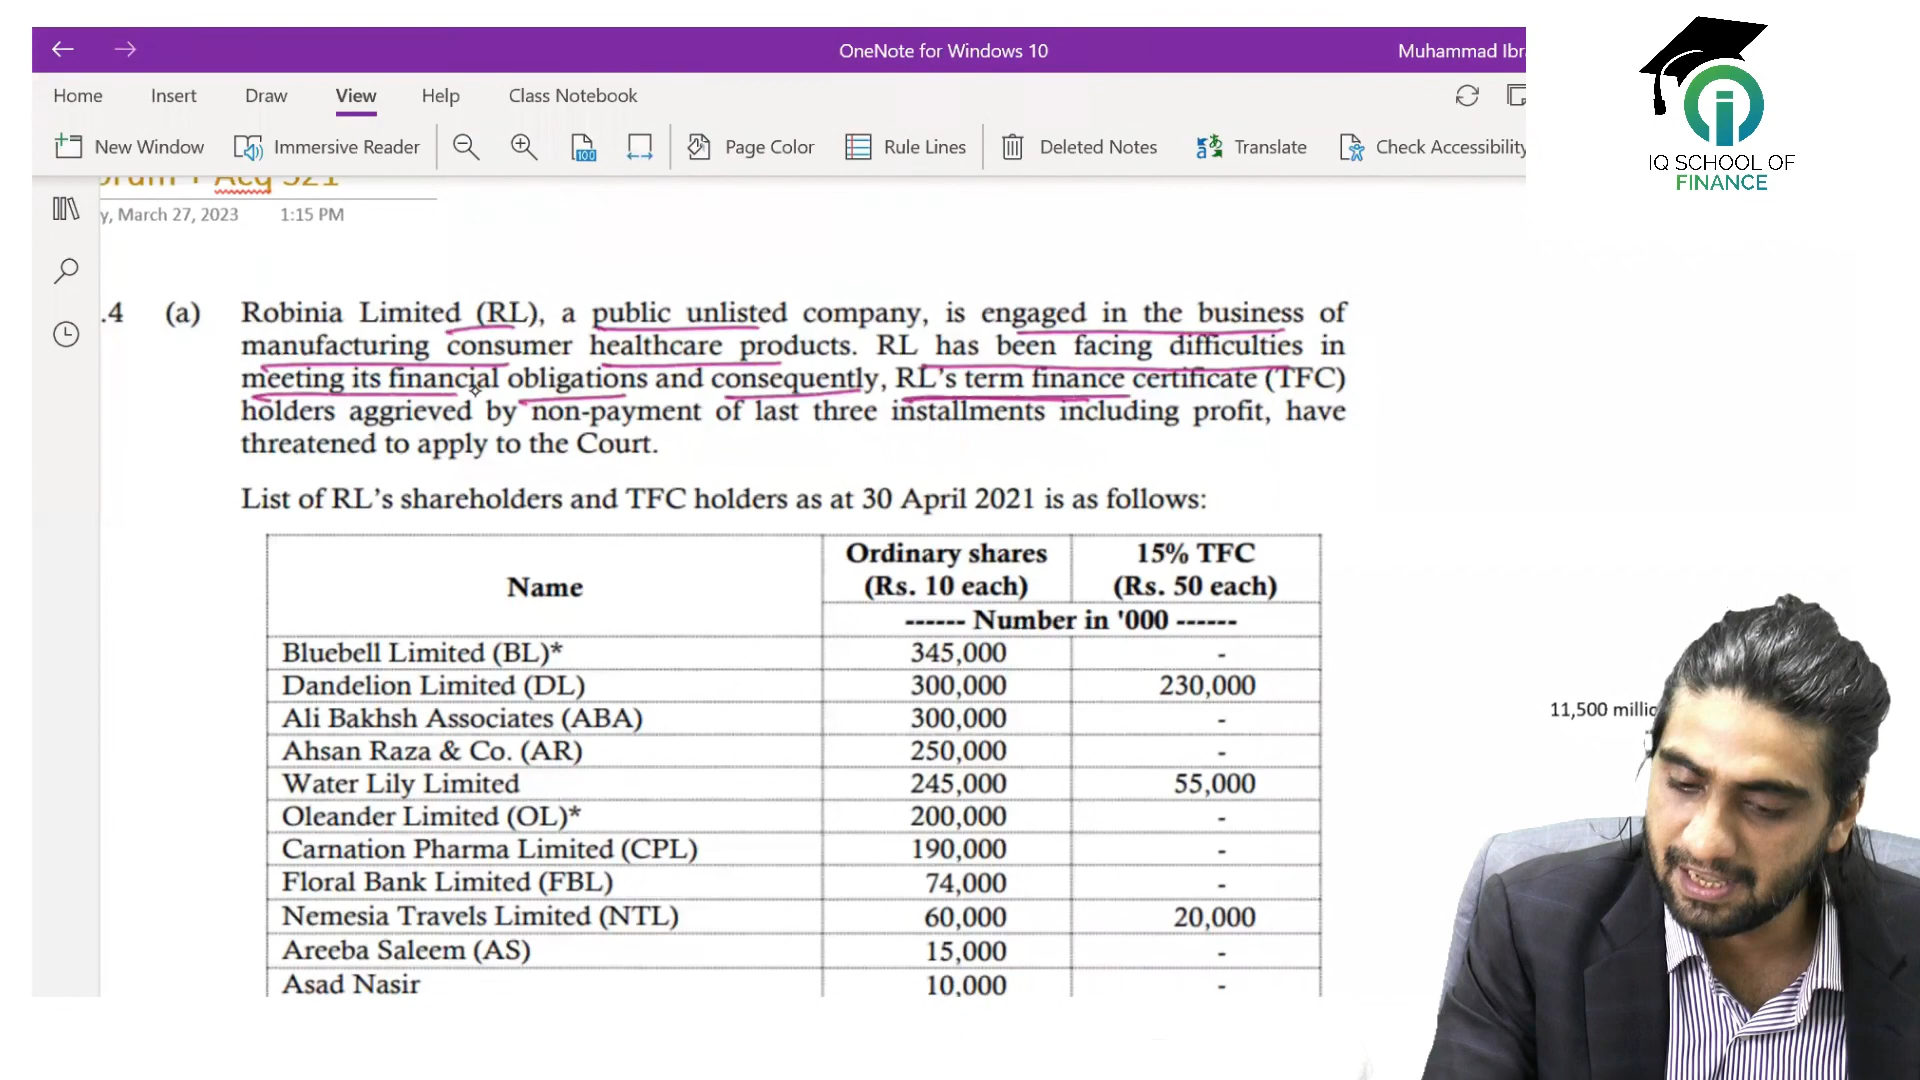 OneNote for Windows 10
Muhammad Ibr
Home Insert Draw View Help Class Notebook
New Window Immersive Reader Page Color Rule Lines Deleted Notes Translate Check Accessibility
IQ SCHOOL OF
FINANCE
Acq 321
y, March 27, 2023 1:15 PM
.4 (a) Robinia Limited (RL), a public unlisted company, is engaged in the business of
manufacturing consumer healthcare products. RL has been facing difficulties in
meeting its financial obligations and consequently, RL's term finance certificate (TFC)
holders aggrieved by non-payment of last three installments including profit, have
threatened to apply to the Court.
List of RL's shareholders and TFC holders as at 30 April 2021 is as follows:
Name
Ordinary shares
(Rs. 10 each)
15% TFC
(Rs. 50 each)
------ Number in '000 ------
Bluebell Limited (BL)* 345,000 -
Dandelion Limited (DL) 300,000 230,000
Ali Bakhsh Associates (ABA) 300,000 -
Ahsan Raza & Co. (AR) 250,000 -
Water Lily Limited 245,000 55,000
Oleander Limited (OL)* 200,000 -
Carnation Pharma Limited (CPL) 190,000 -
Floral Bank Limited (FBL) 74,000 -
Nemesia Travels Limited (NTL) 60,000 20,000
Areeba Saleem (AS) 15,000 -
Asad Nasir 10,000 -
11,500 millio